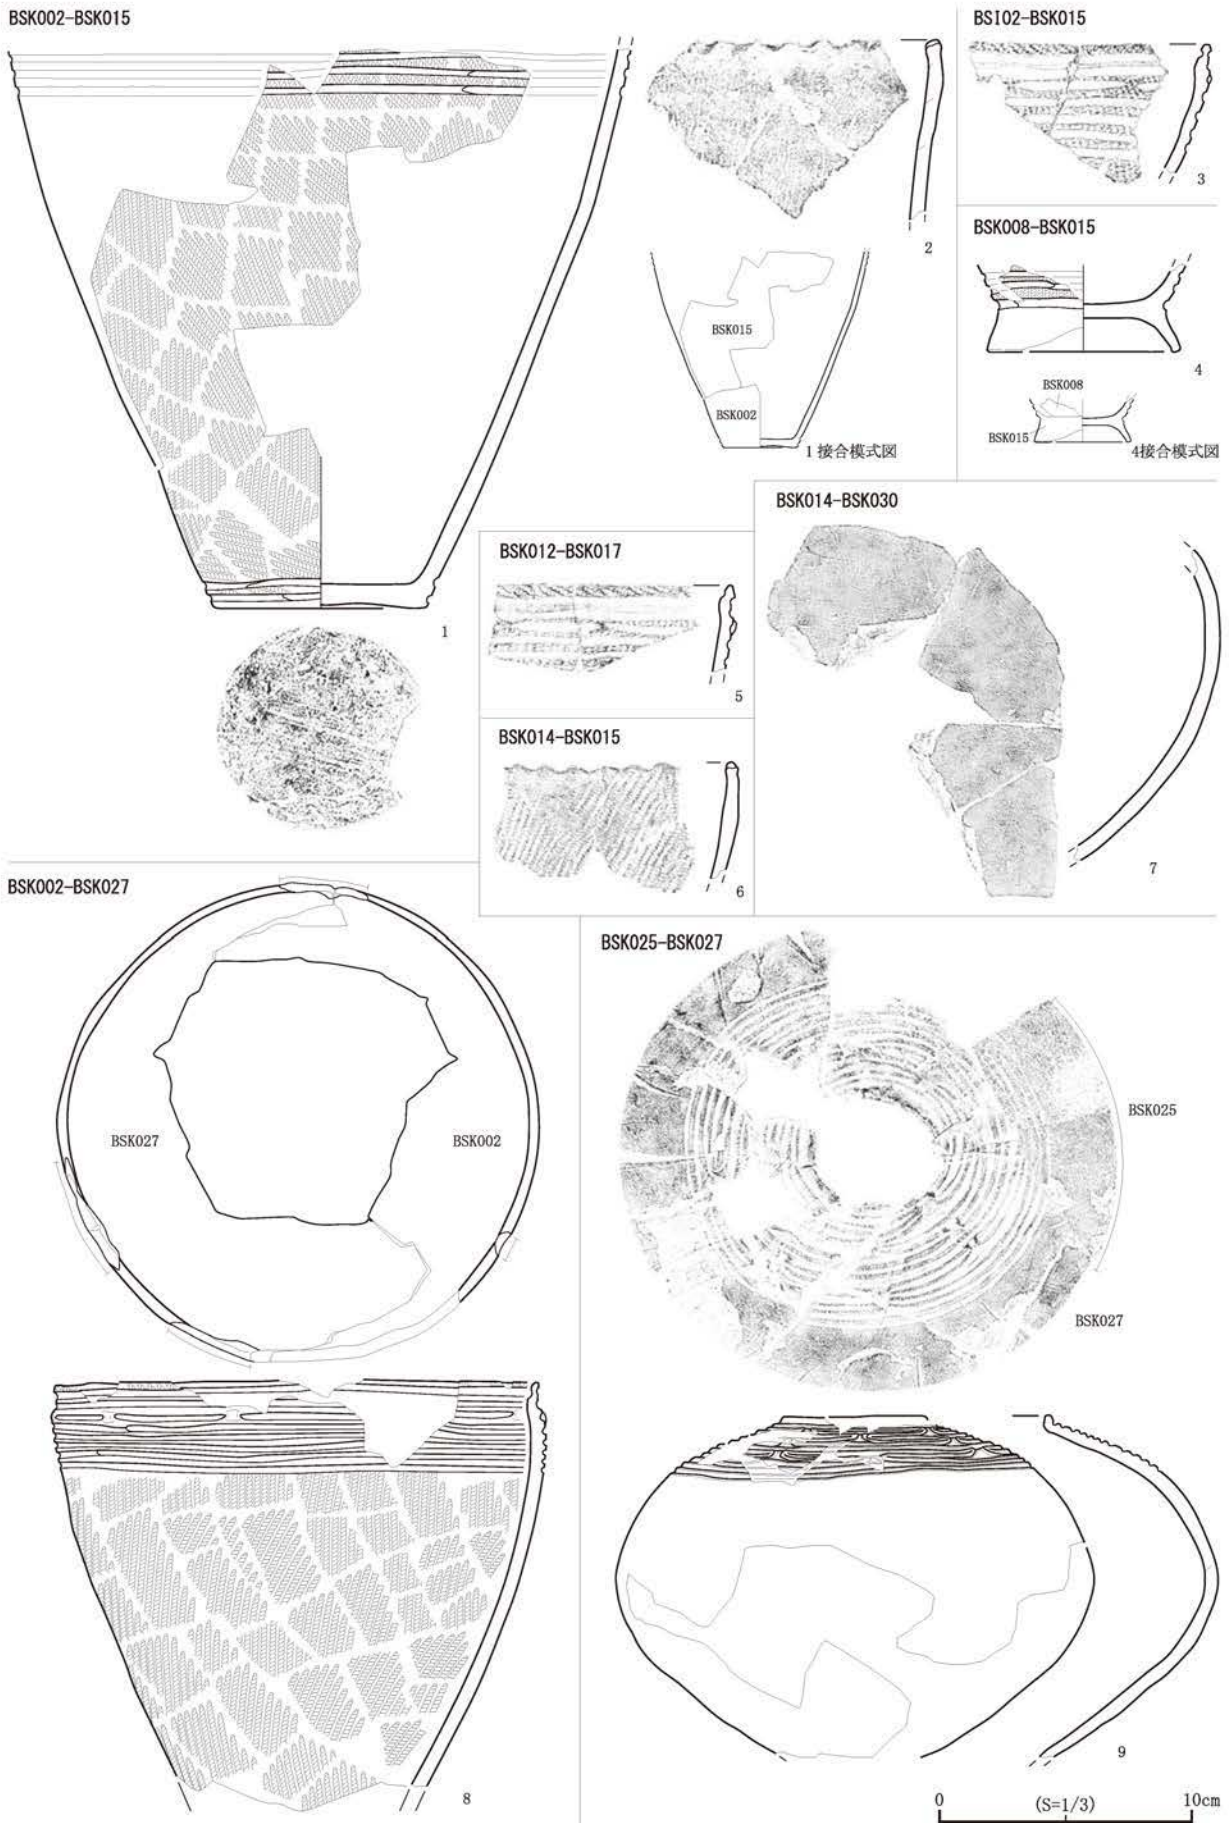 BSK002-BSK015
1
2
BSK015
BSK002
1 接合模式図
BSI02-BSK015
3
BSK008-BSK015
4
BSK008
BSK015
4接合模式図
BSK012-BSK017
5
BSK014-BSK015
6
BSK014-BSK030
7
BSK002-BSK027
BSK027
BSK002
8
BSK025-BSK027
BSK025
BSK027
9
0 (S=1/3) 10cm